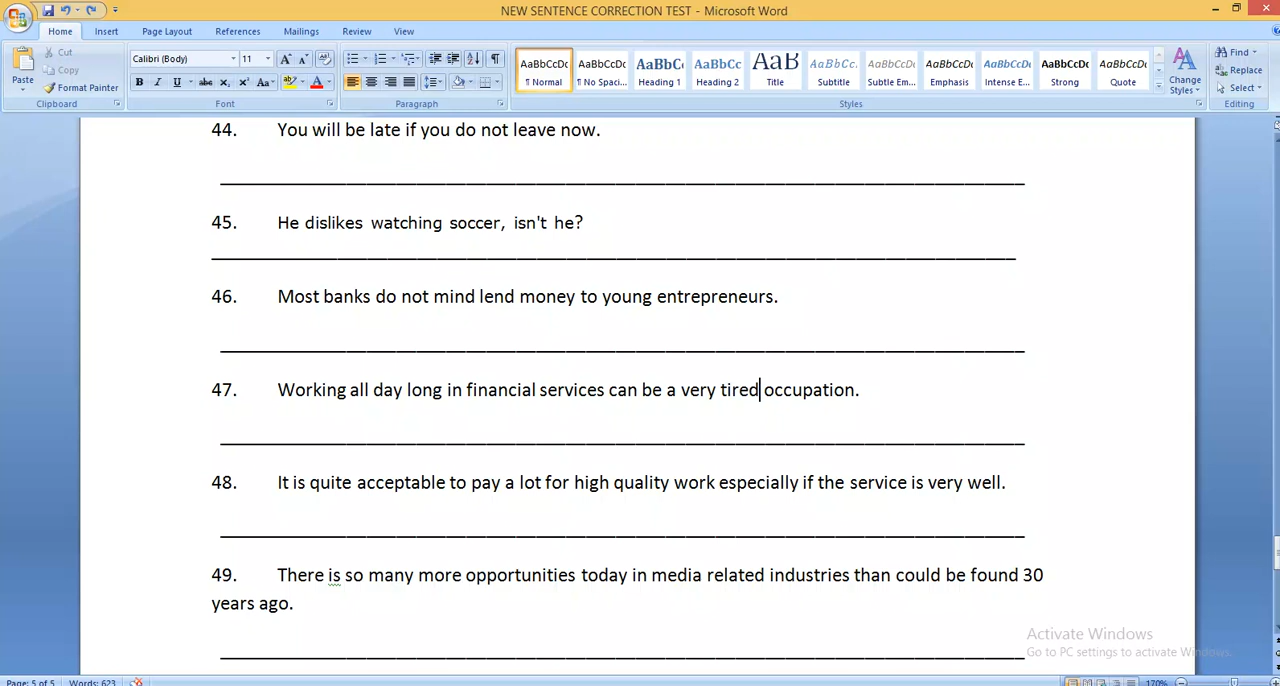 NEW SENTENCE CORRECTION TEST - Microsoft Word
Home Insert Page Layout References Mailings Review View
Cut
Copy
Format Painter
Paste
Clipboard
Calibri (Body) 11
B I U abe
Font
Paragraph
AaBbCcDc AaBbCcDc AaBbC AaBbCc AaB AaBbCc. AaBbCcDc AaBbCcDc AaBbCcDc AaBbCcDc AaBbCcDc
¶ Normal ¶ No Spaci... Heading 1 Heading 2 Title Subtitle Subtle Em... Emphasis Intense E... Strong Quote
Styles
Change Styles
Find
Replace
Select
Editing
44. You will be late if you do not leave now.
45. He dislikes watching soccer, isn't he?
46. Most banks do not mind lend money to young entrepreneurs.
47. Working all day long in financial services can be a very tired occupation.
48. It is quite acceptable to pay a lot for high quality work especially if the service is very well.
49. There is so many more opportunities today in media related industries than could be found 30
years ago.
Activate Windows
Go to PC settings to activate Windows.
Page: 5 of 5 Words: 623 170%